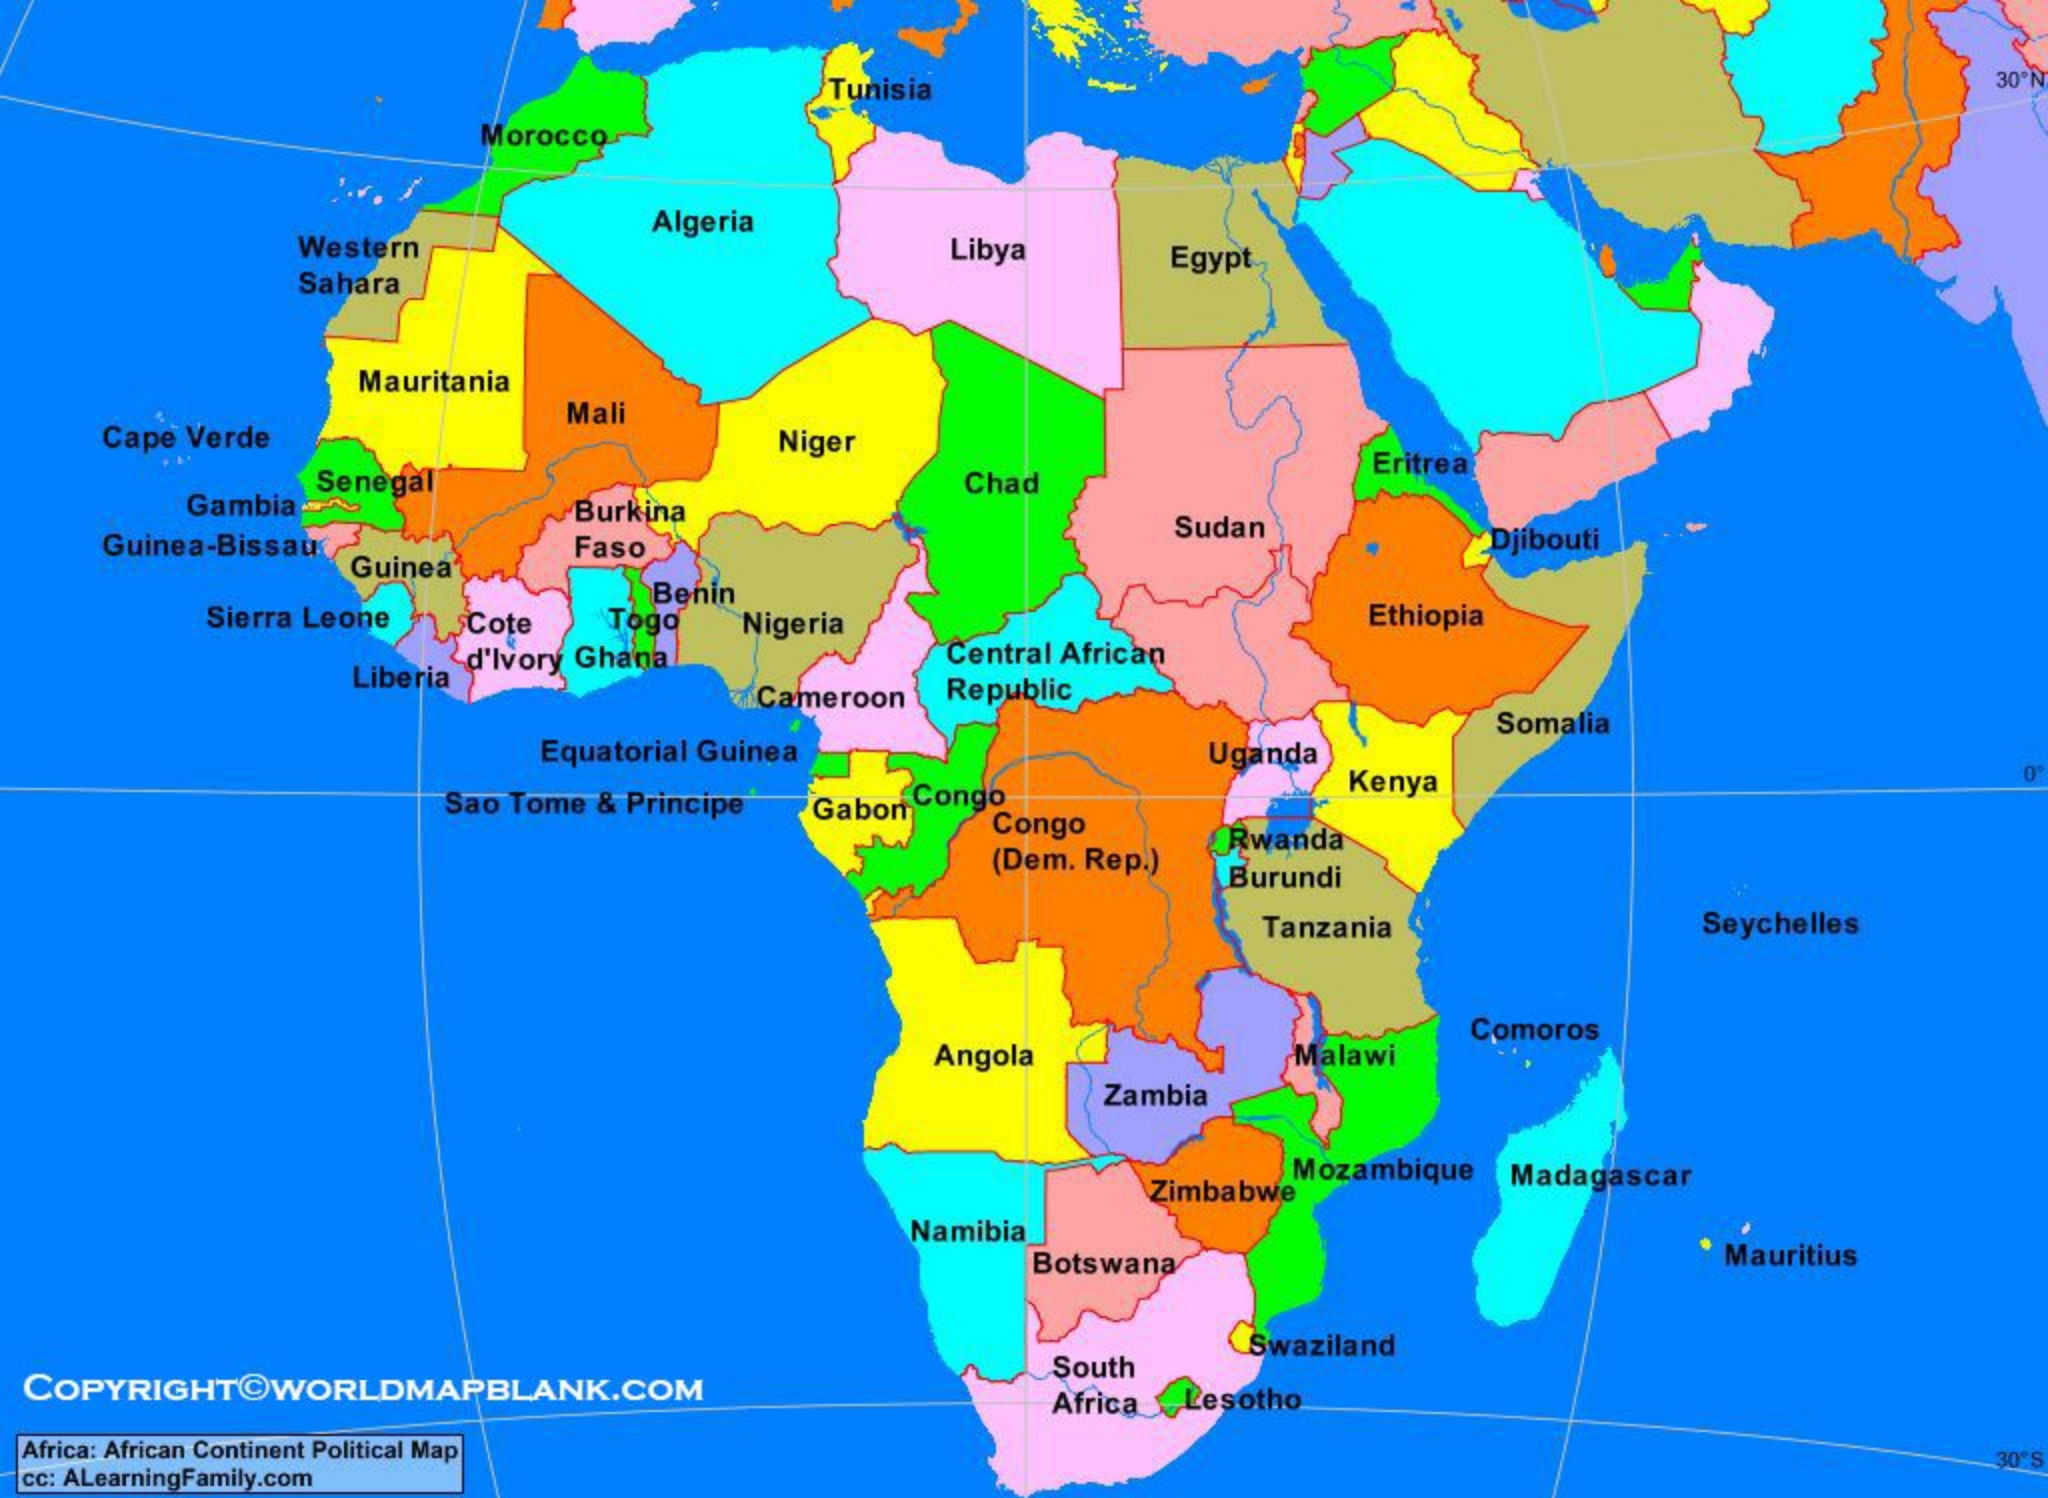 30°N
Tunisia
Morocco
Algeria
Libya
Egypt
Western
Sahara
Mauritania
Mali
Niger
Chad
Cape Verde
Senegal
Gambia
Guinea-Bissau
Guinea
Burkina
Faso
Sudan
Eritrea
Djibouti
Sierra Leone
Cote
d'Ivory
Liberia
Ghana
Togo
Benin
Nigeria
Cameroon
Central African
Republic
Ethiopia
Somalia
Equatorial Guinea
Sao Tome & Principe
Gabon
Congo
Congo
(Dem. Rep.)
Uganda
Kenya
0°
Rwanda
Burundi
Tanzania
Seychelles
Comoros
Angola
Zambia
Malawi
Mozambique
Madagascar
Zimbabwe
Namibia
Botswana
Mauritius
Swaziland
South
Africa
Lesotho
30°S
Copyright©worldmapblank.com
Africa: African Continent Political Map
cc: ALearningFamily.com